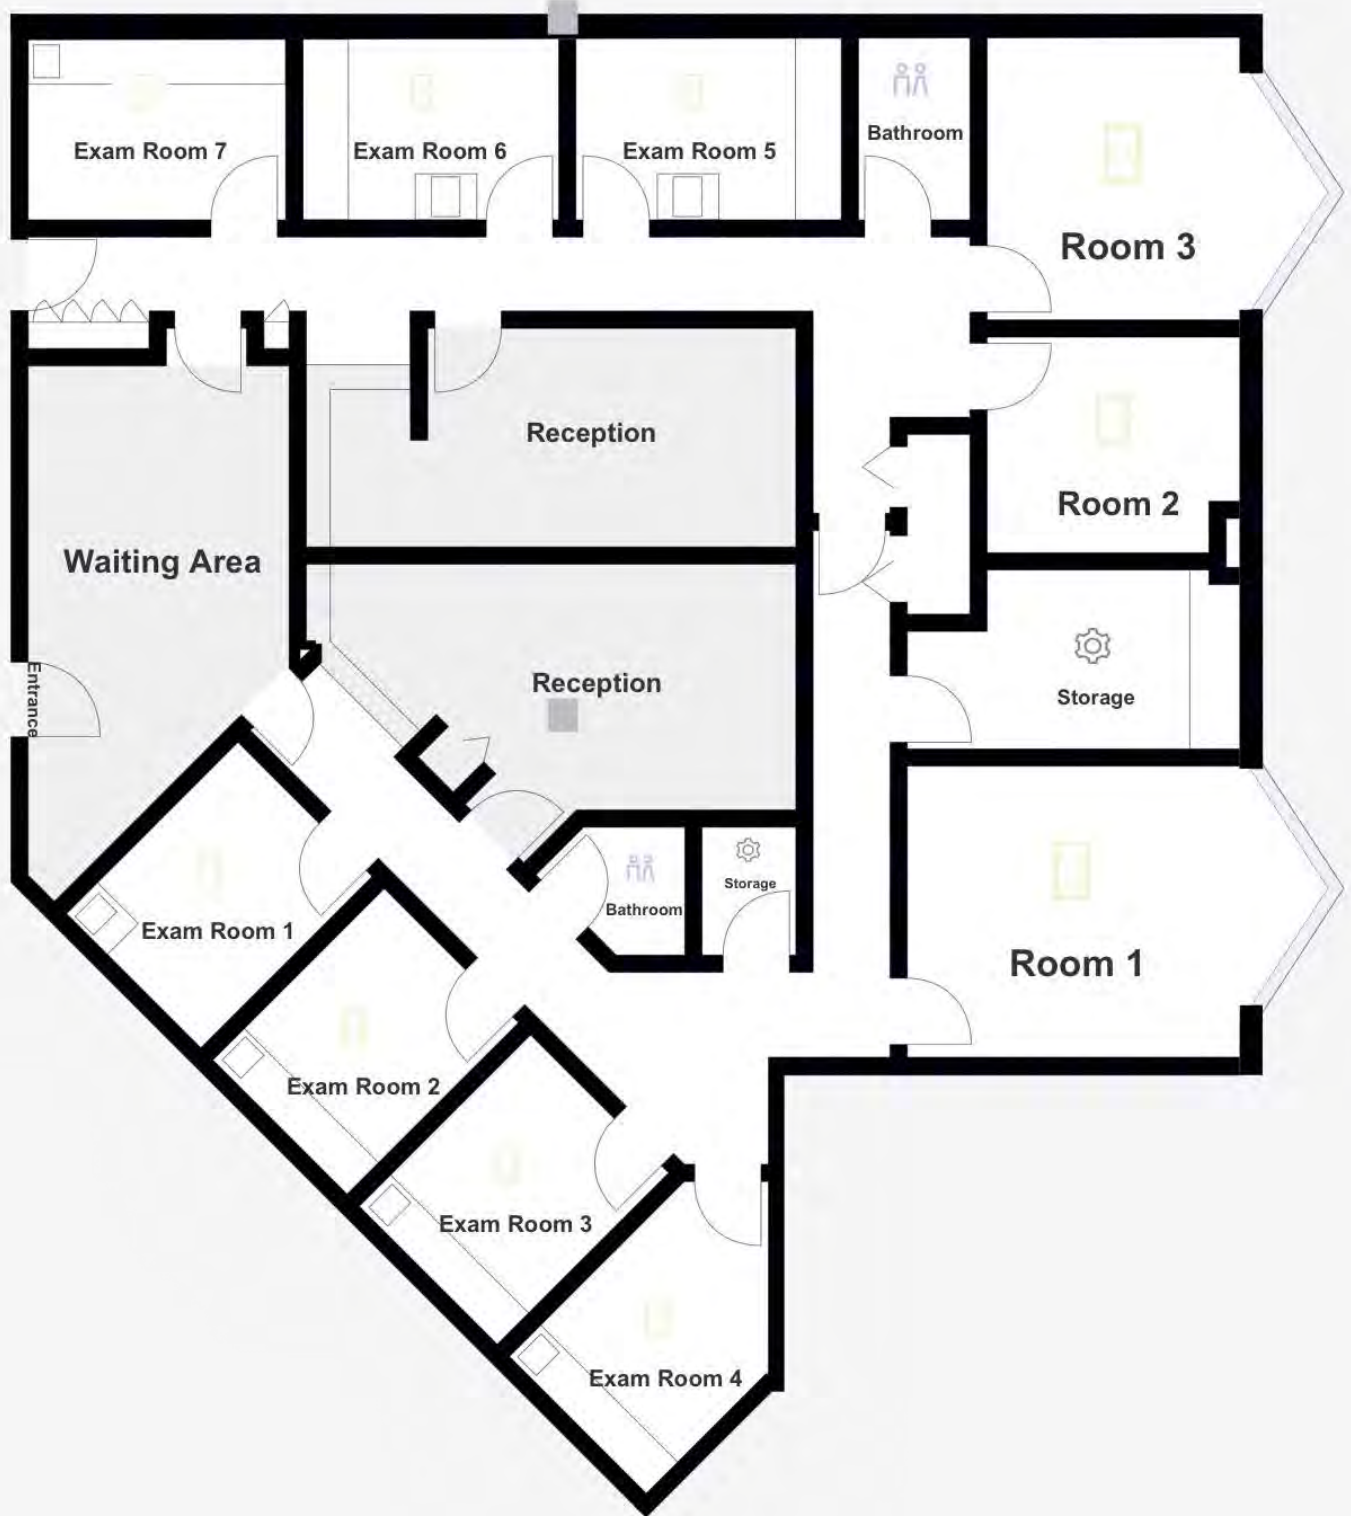 Exam Room 7
Exam Room 6
Exam Room 5
Bathroom
Room 3
Reception
Room 2
Waiting Area
Entrance
Reception
Storage
Bathroom
Storage
Exam Room 1
Room 1
Exam Room 2
Exam Room 3
Exam Room 4